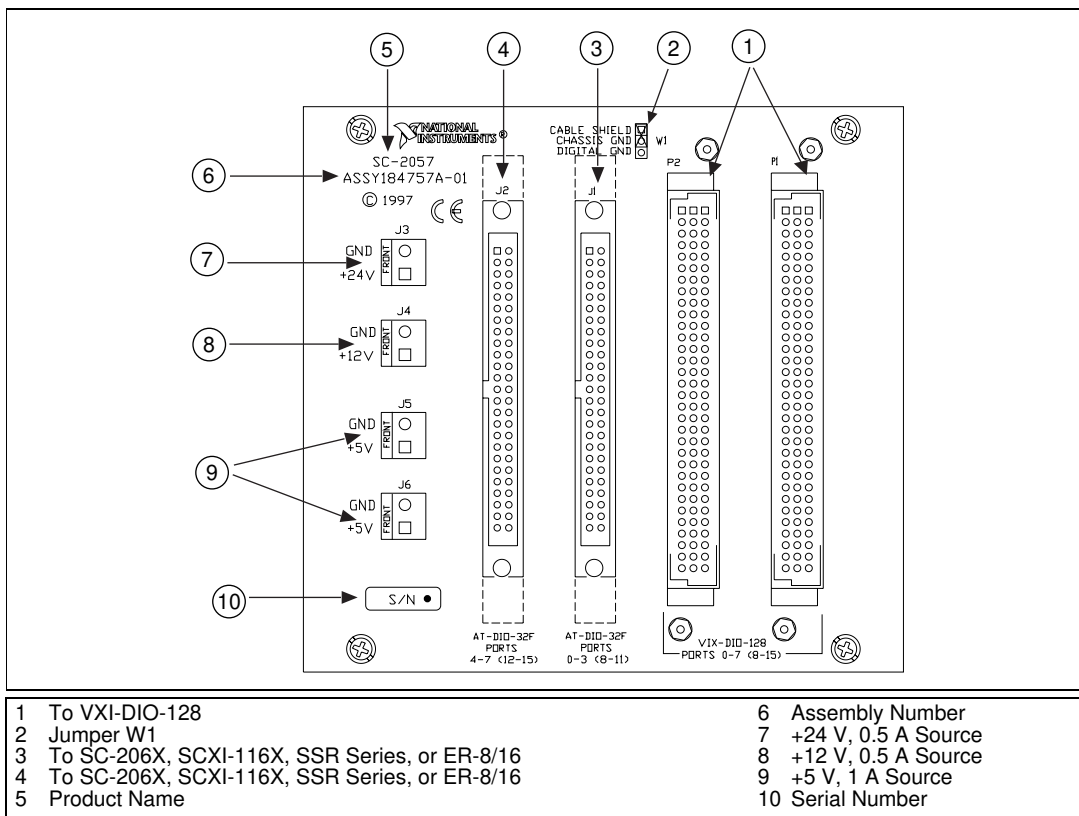 5
4
3
2
1
NATIONAL
INSTRUMENTS ®
CABLE SHIELD
CHASSIS GND W1
DIGITAL GND
SC-2057
6
ASSY184757A-01
© 1997
CE
J2
J1
P2
P1
J3
GND
FRONT
+24V
7
J4
GND
FRONT
+12V
8
J5
GND
FRONT
+5V
9
J6
GND
FRONT
+5V
10
S/N
AT-DIO-32F
PORTS
4-7 (12-15)
AT-DIO-32F
PORTS
0-3 (8-11)
VIX-DIO-128
PORTS 0-7 (8-15)
1 To VXI-DIO-128
2 Jumper W1
3 To SC-206X, SCXI-116X, SSR Series, or ER-8/16
4 To SC-206X, SCXI-116X, SSR Series, or ER-8/16
5 Product Name
6 Assembly Number
7 +24 V, 0.5 A Source
8 +12 V, 0.5 A Source
9 +5 V, 1 A Source
10 Serial Number